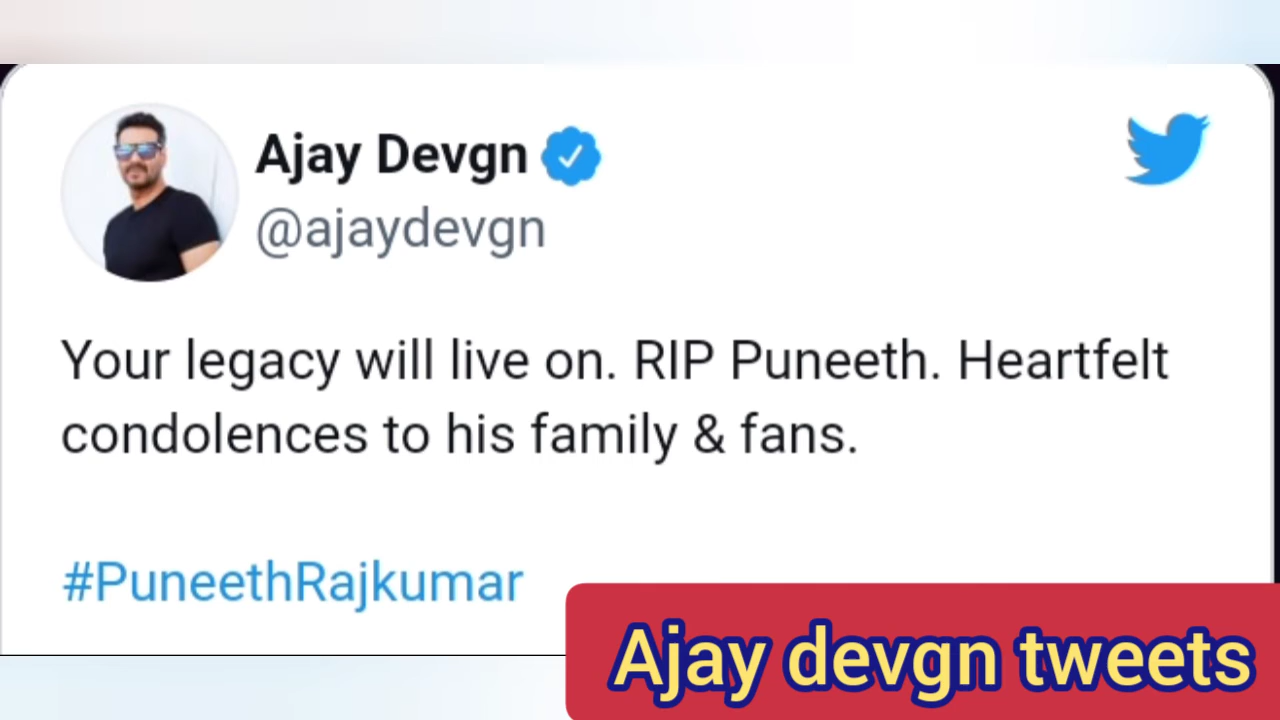 Ajay Devgn
@ajaydevgn
Your legacy will live on. RIP Puneeth. Heartfelt
condolences to his family & fans.
#PuneethRajkumar
Ajay devgn tweets